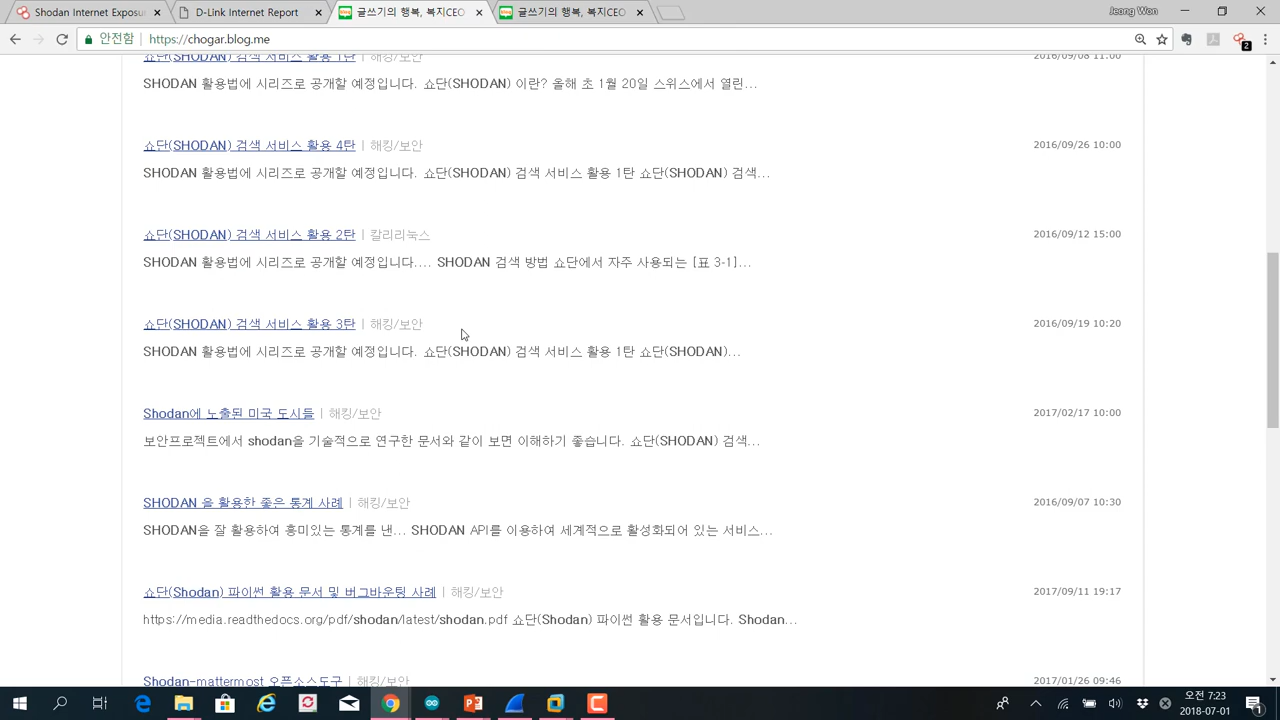 Shodan Internet Exposur
D-Link Internet Report
글쓰기의 행복, 복지CEO
글쓰기의 행복, 복지CEO
Jeong Won
안전함
https://chogar.blog.me
2
쇼단(SHODAN) 검색 서비스 활용 1탄 | 해킹/보안
2016/09/08 11:00
SHODAN 활용법에 시리즈로 공개할 예정입니다. 쇼단(SHODAN) 이란? 올해 초 1월 20일 스위스에서 열린...
쇼단(SHODAN) 검색 서비스 활용 4탄 | 해킹/보안
2016/09/26 10:00
SHODAN 활용법에 시리즈로 공개할 예정입니다. 쇼단(SHODAN) 검색 서비스 활용 1탄 쇼단(SHODAN) 검색...
쇼단(SHODAN) 검색 서비스 활용 2탄 | 칼리리눅스
2016/09/12 15:00
SHODAN 활용법에 시리즈로 공개할 예정입니다.... SHODAN 검색 방법 쇼단에서 자주 사용되는 [표 3-1]...
쇼단(SHODAN) 검색 서비스 활용 3탄 | 해킹/보안
2016/09/19 10:20
SHODAN 활용법에 시리즈로 공개할 예정입니다. 쇼단(SHODAN) 검색 서비스 활용 1탄 쇼단(SHODAN)...
Shodan에 노출된 미국 도시들 | 해킹/보안
2017/02/17 10:00
보안프로젝트에서 shodan을 기술적으로 연구한 문서와 같이 보면 이해하기 좋습니다. 쇼단(SHODAN) 검색...
SHODAN 을 활용한 좋은 통계 사례 | 해킹/보안
2016/09/07 10:30
SHODAN을 잘 활용하여 흥미있는 통계를 낸... SHODAN API를 이용하여 세계적으로 활성화되어 있는 서비스...
쇼단(Shodan) 파이썬 활용 문서 및 버그바운팅 사례 | 해킹/보안
2017/09/11 19:17
https://media.readthedocs.org/pdf/shodan/latest/shodan.pdf 쇼단(Shodan) 파이썬 활용 문서입니다. Shodan...
Shodan-mattermost 오픈소스도구 | 해킹/보안
2017/01/26 09:46
오전 7:23
2018-07-01
1